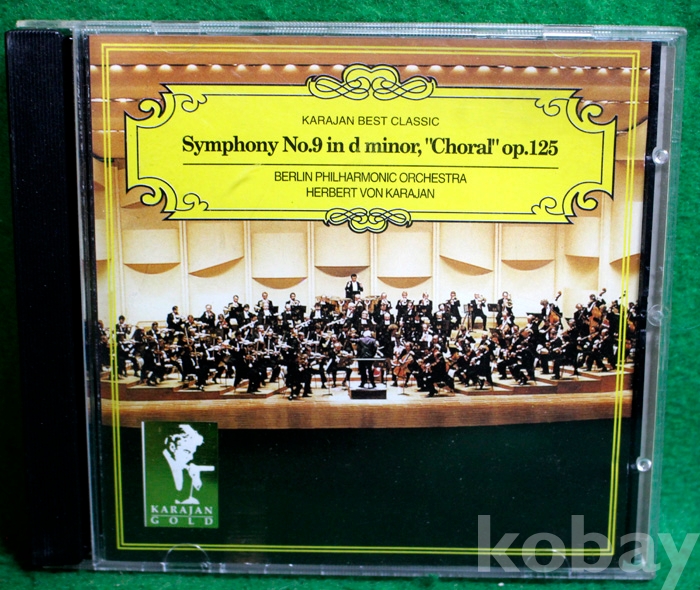 KARAJAN BEST CLASSIC
Symphony No.9 in d minor, "Choral" op.125
BERLIN PHILHARMONIC ORCHESTRA
HERBERT VON KARAJAN
KARAJAN
GOLD
kobay